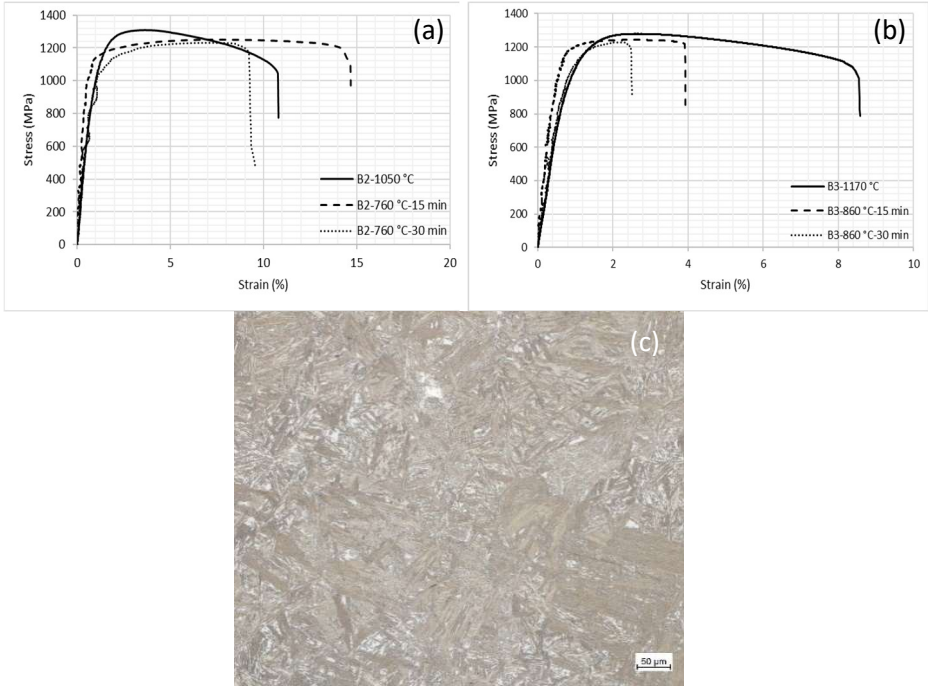 (a)
Stress (MPa)
1400
1200
1000
800
600
400
200
0
B2-1050 °C
B2-760 °C-15 min
B2-760 °C-30 min
0 5 10 15 20
Strain (%)
(b)
Stress (MPa)
1400
1200
1000
800
600
400
200
0
B3-1170 °C
B3-860 °C-15 min
B3-860 °C-30 min
0 2 4 6 8 10
Strain (%)
(c)
50 µm